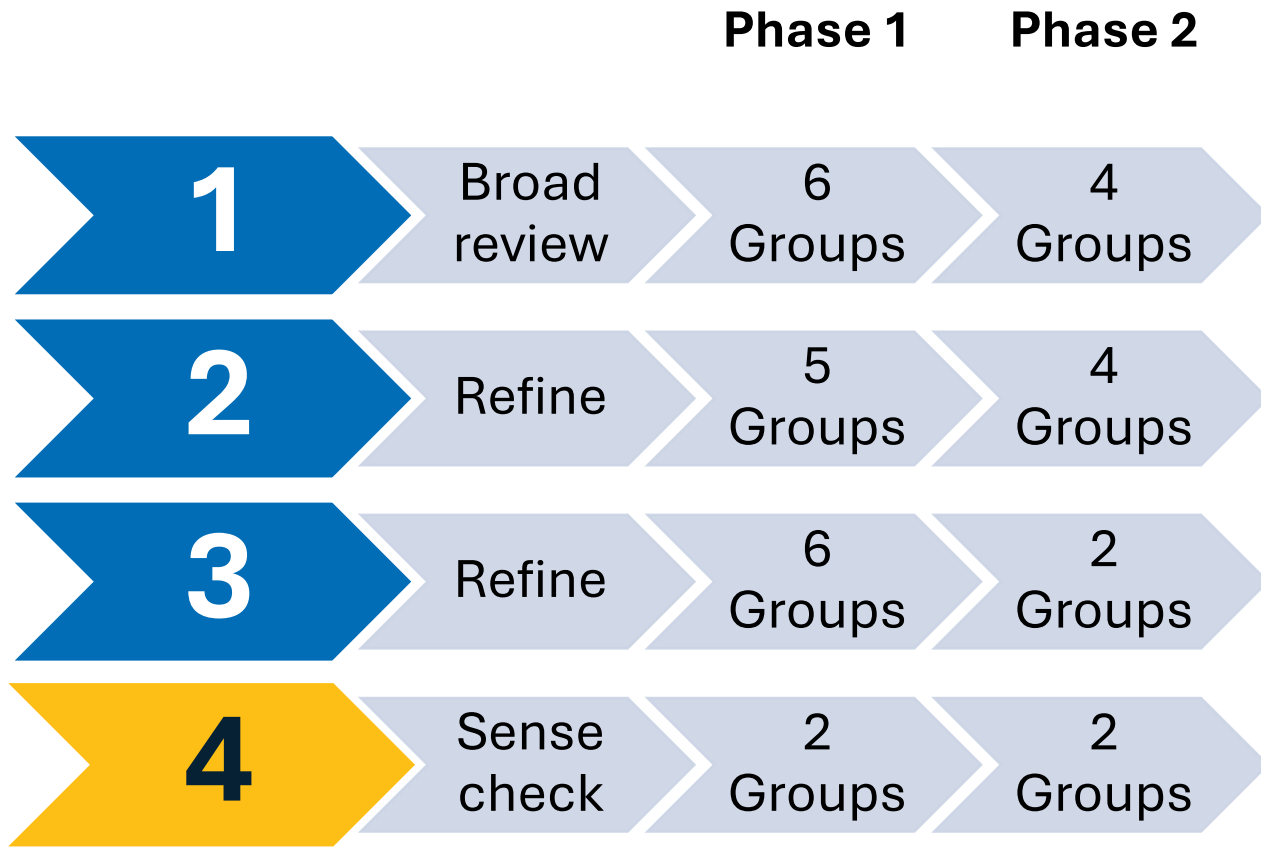 Phase 1 Phase 2
1
Broad
review
6
Groups
4
Groups
2
Refine
5
Groups
4
Groups
3
Refine
6
Groups
2
Groups
4
Sense
check
2
Groups
2
Groups